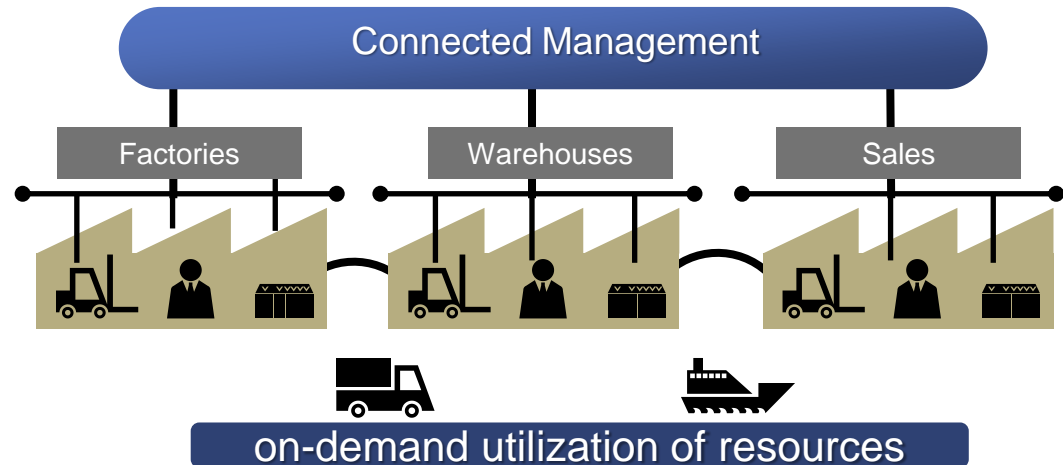 Connected Management
Factories
Warehouses
Sales
on-demand utilization of resources